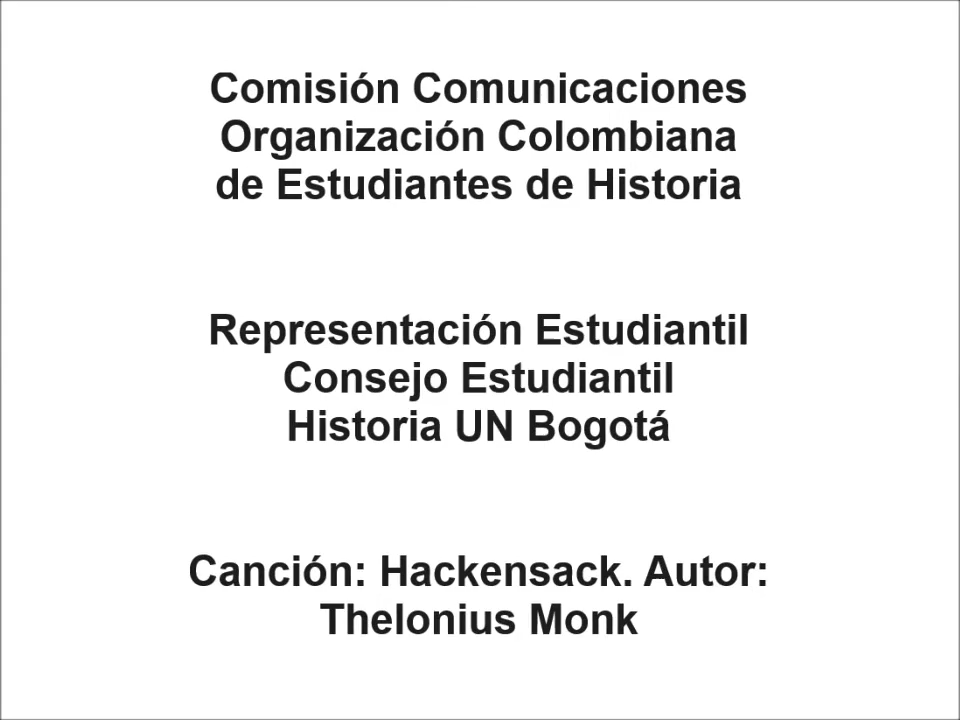 Comisión Comunicaciones
Organización Colombiana
de Estudiantes de Historia
Representación Estudiantil
Consejo Estudiantil
Historia UN Bogotá
Canción: Hackensack. Autor:
Thelonius Monk